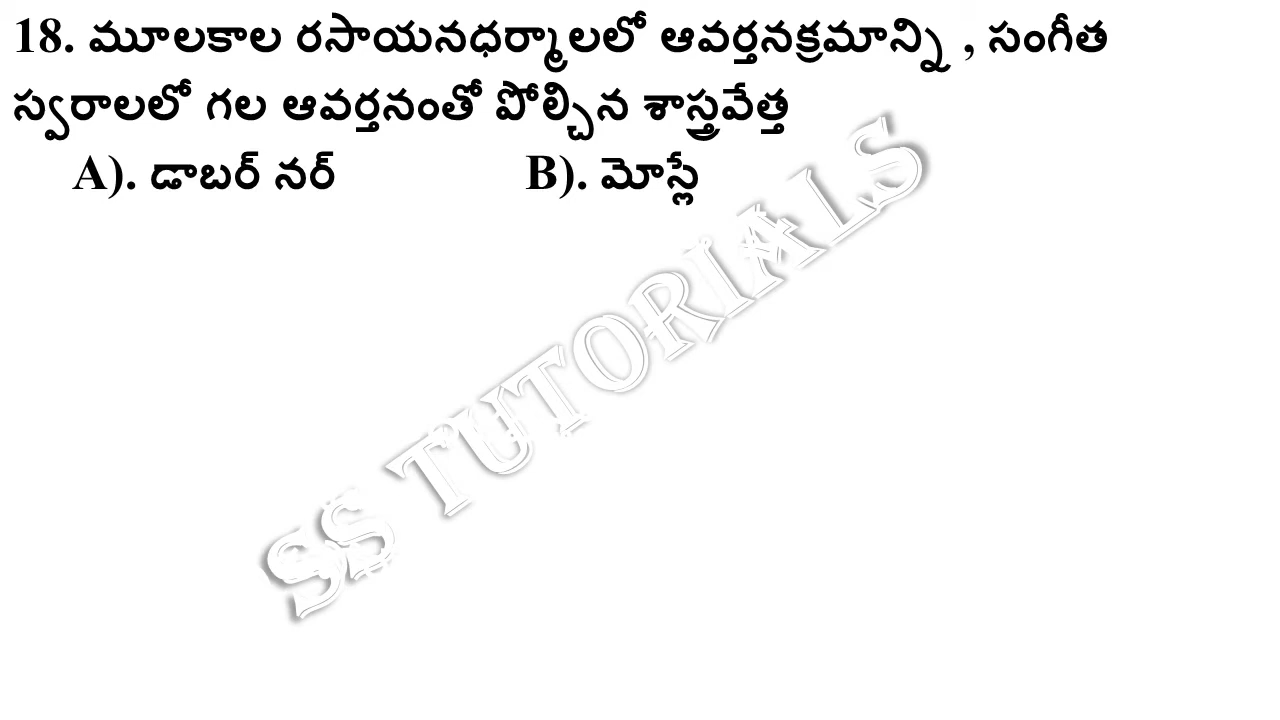 18. మూలకాల రసాయనధర్మాలలో ఆవర్తనక్రమాన్ని , సంగీత
స్వరాలలో గల ఆవర్తనంతో పోల్చిన శాస్త్రవేత్త
A). డాబర్ నర్ B). మోస్లే
SS TUTORIALS